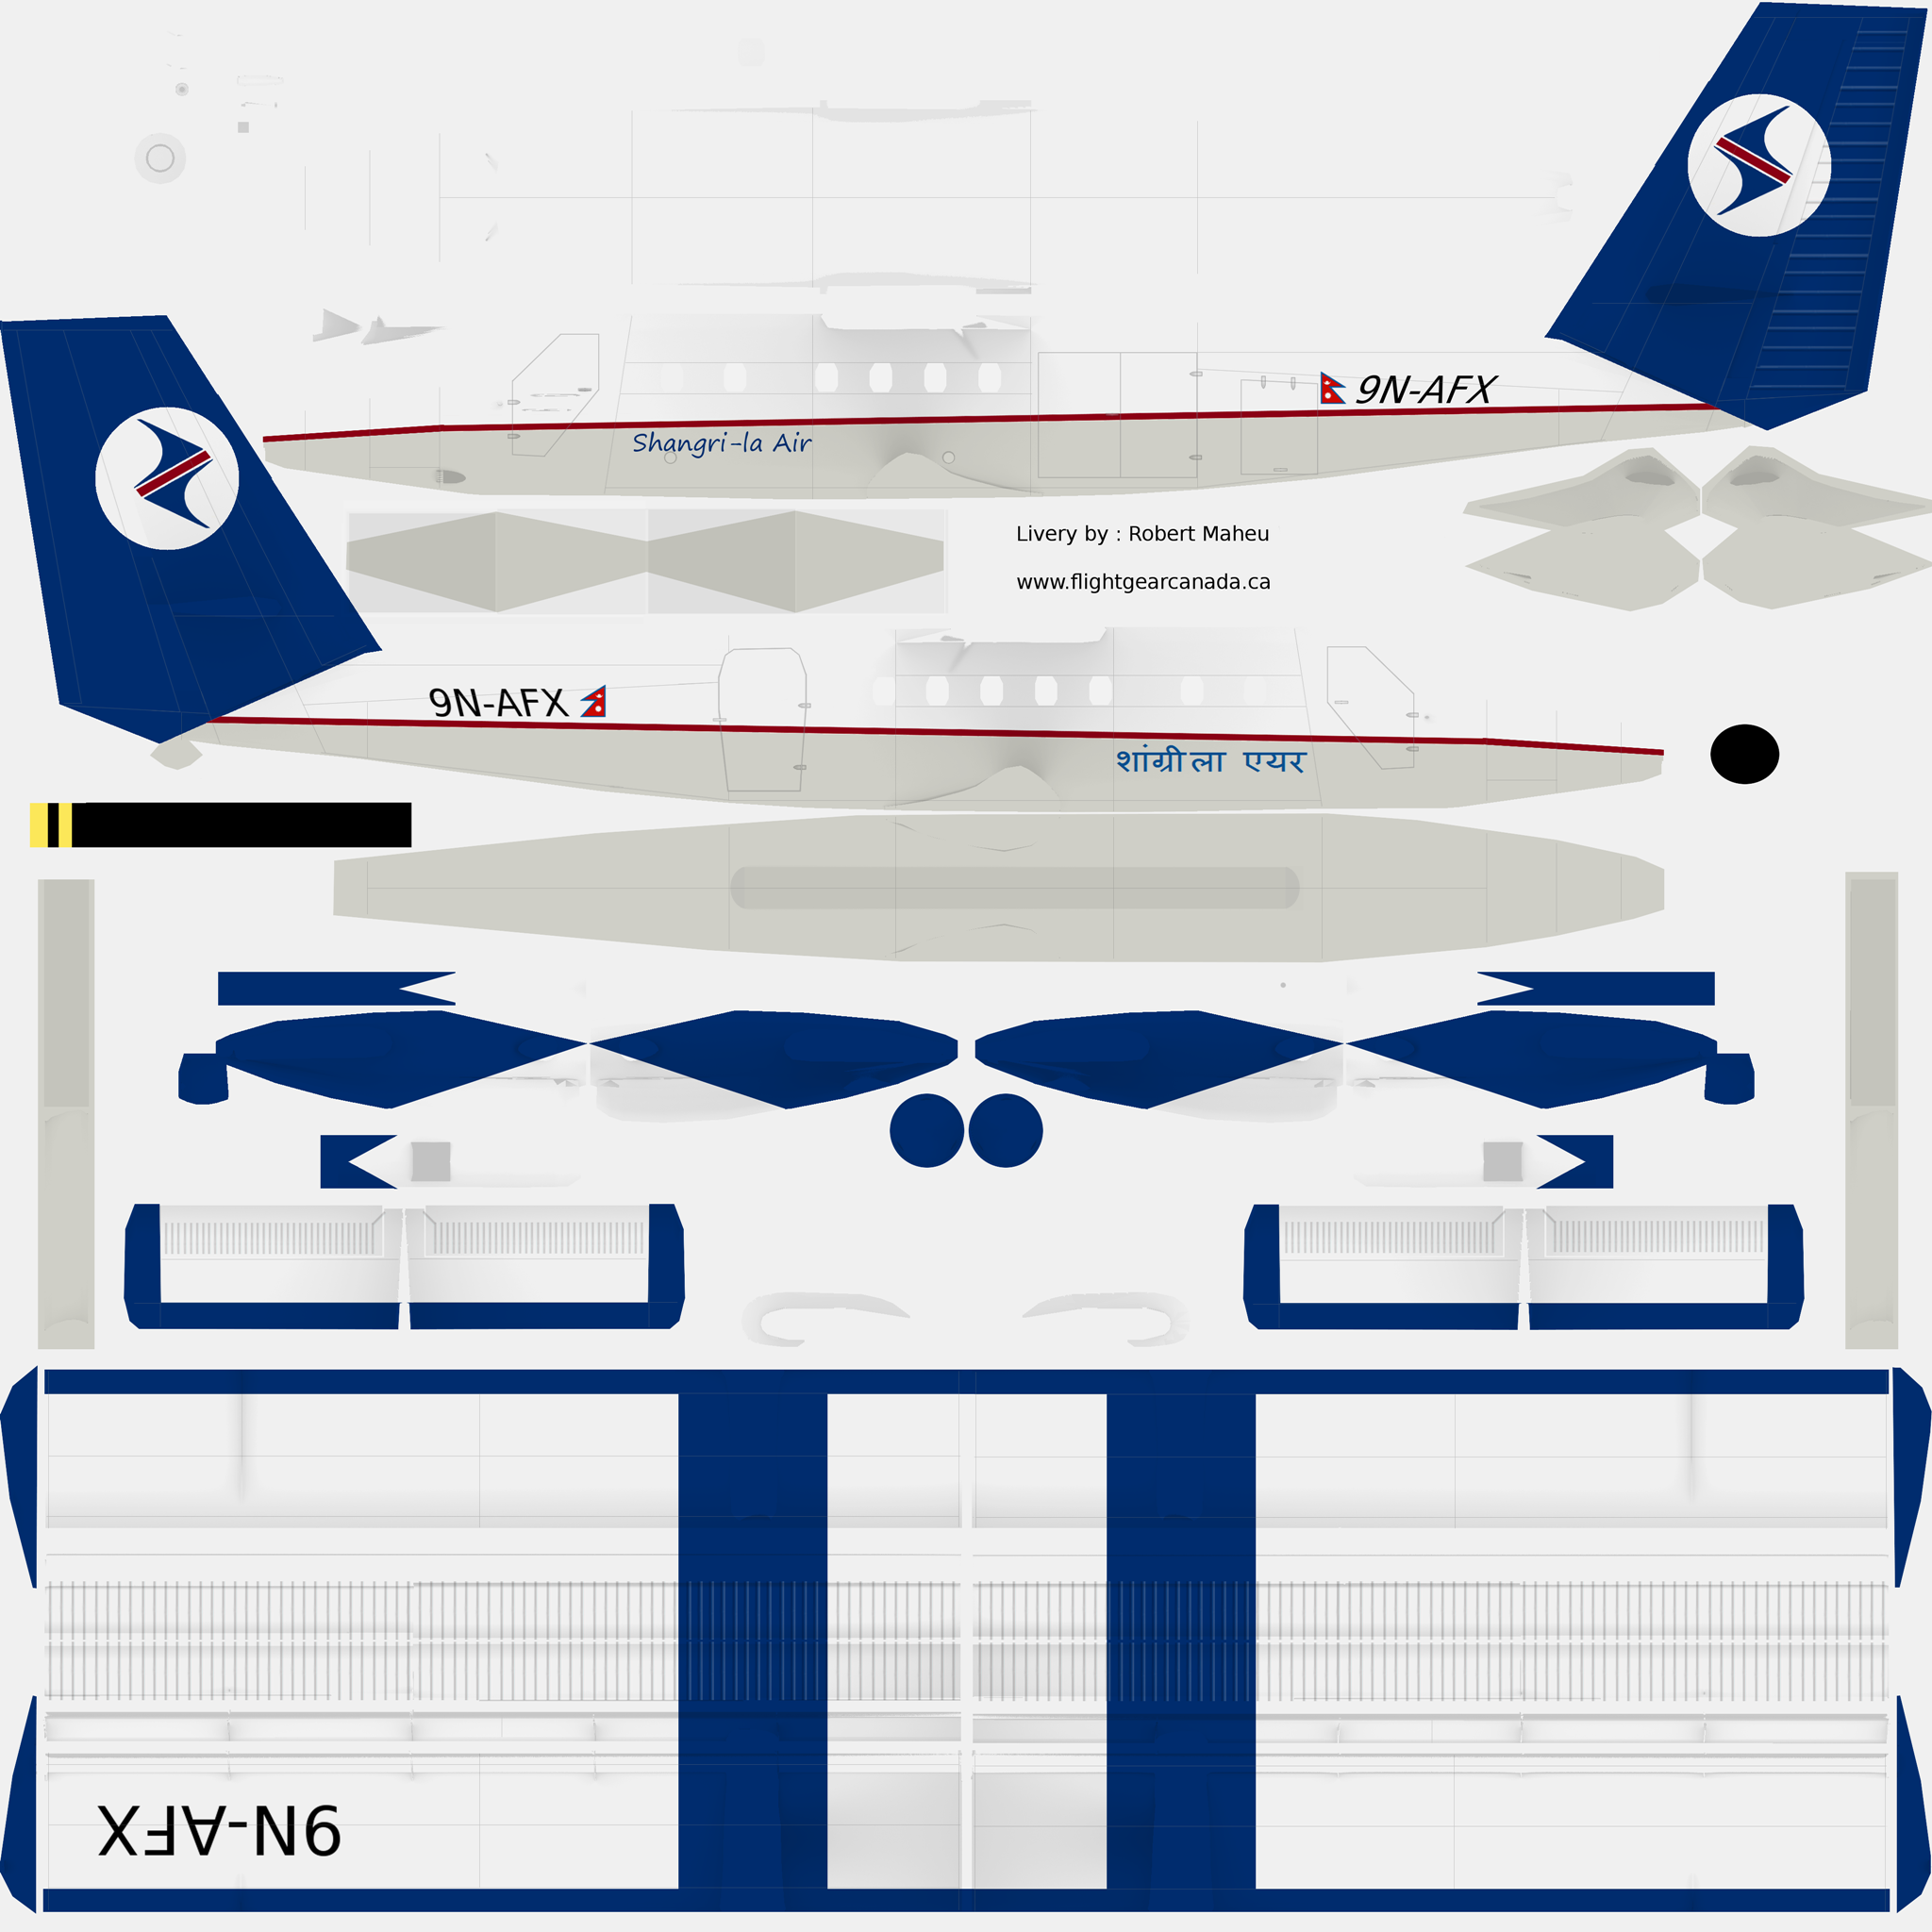 9N-AFX
Shangri-la Air
Livery by : Robert Maheu
www.flightgearcanada.ca
9N-AFX
शांग्रीला एयर
9N-AFX